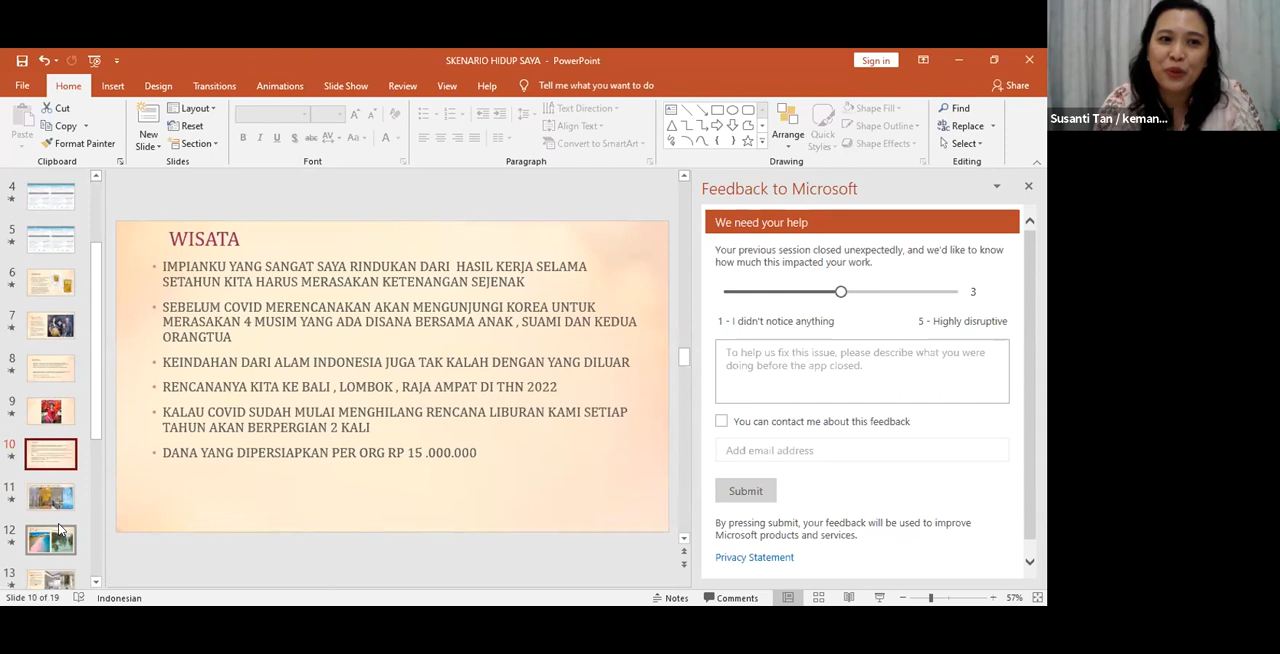 SKENARIO HIDUP SAYA - PowerPoint
Sign in
File Home Insert Design Transitions Animations Slide Show Review View Help Tell me what you want to do
Share
Paste
Cut
Copy
Format Painter
Clipboard
New
Slide
Layout
Reset
Section
Slides
B I U S abc AV Aa A
Font
Text Direction
Align Text
Convert to SmartArt
Paragraph
Arrange
Quick
Styles
Shape Fill
Shape Outline
Shape Effects
Drawing
Find
Replace
Select
Editing
4
5
6
7
8
9
10
11
12
13
WISATA
• IMPIANKU YANG SANGAT SAYA RINDUKAN DARI HASIL KERJA SELAMA
SETAHUN KITA HARUS MERASAKAN KETENANGAN SEJENAK
• SEBELUM COVID MERENCANAKAN AKAN MENGUNJUNGI KOREA UNTUK
MERASAKAN 4 MUSIM YANG ADA DISANA BERSAMA ANAK , SUAMI DAN KEDUA
ORANGTUA
• KEINDAHAN DARI ALAM INDONESIA JUGA TAK KALAH DENGAN YANG DILUAR
• RENCANANYA KITA KE BALI , LOMBOK , RAJA AMPAT DI THN 2022
• KALAU COVID SUDAH MULAI MENGHILANG RENCANA LIBURAN KAMI SETIAP
TAHUN AKAN BERPERGIAN 2 KALI
• DANA YANG DIPERSIAPKAN PER ORG RP 15 .000.000
Feedback to Microsoft
We need your help
Your previous session closed unexpectedly, and we'd like to know
how much this impacted your work.
3
1 - I didn't notice anything
5 - Highly disruptive
To help us fix this issue, please describe what you were
doing before the app closed.
You can contact me about this feedback
Add email address
Submit
By pressing submit, your feedback will be used to improve
Microsoft products and services.
Privacy Statement
Slide 10 of 19
Indonesian
Notes
Comments
57%
Susanti Tan / keman...